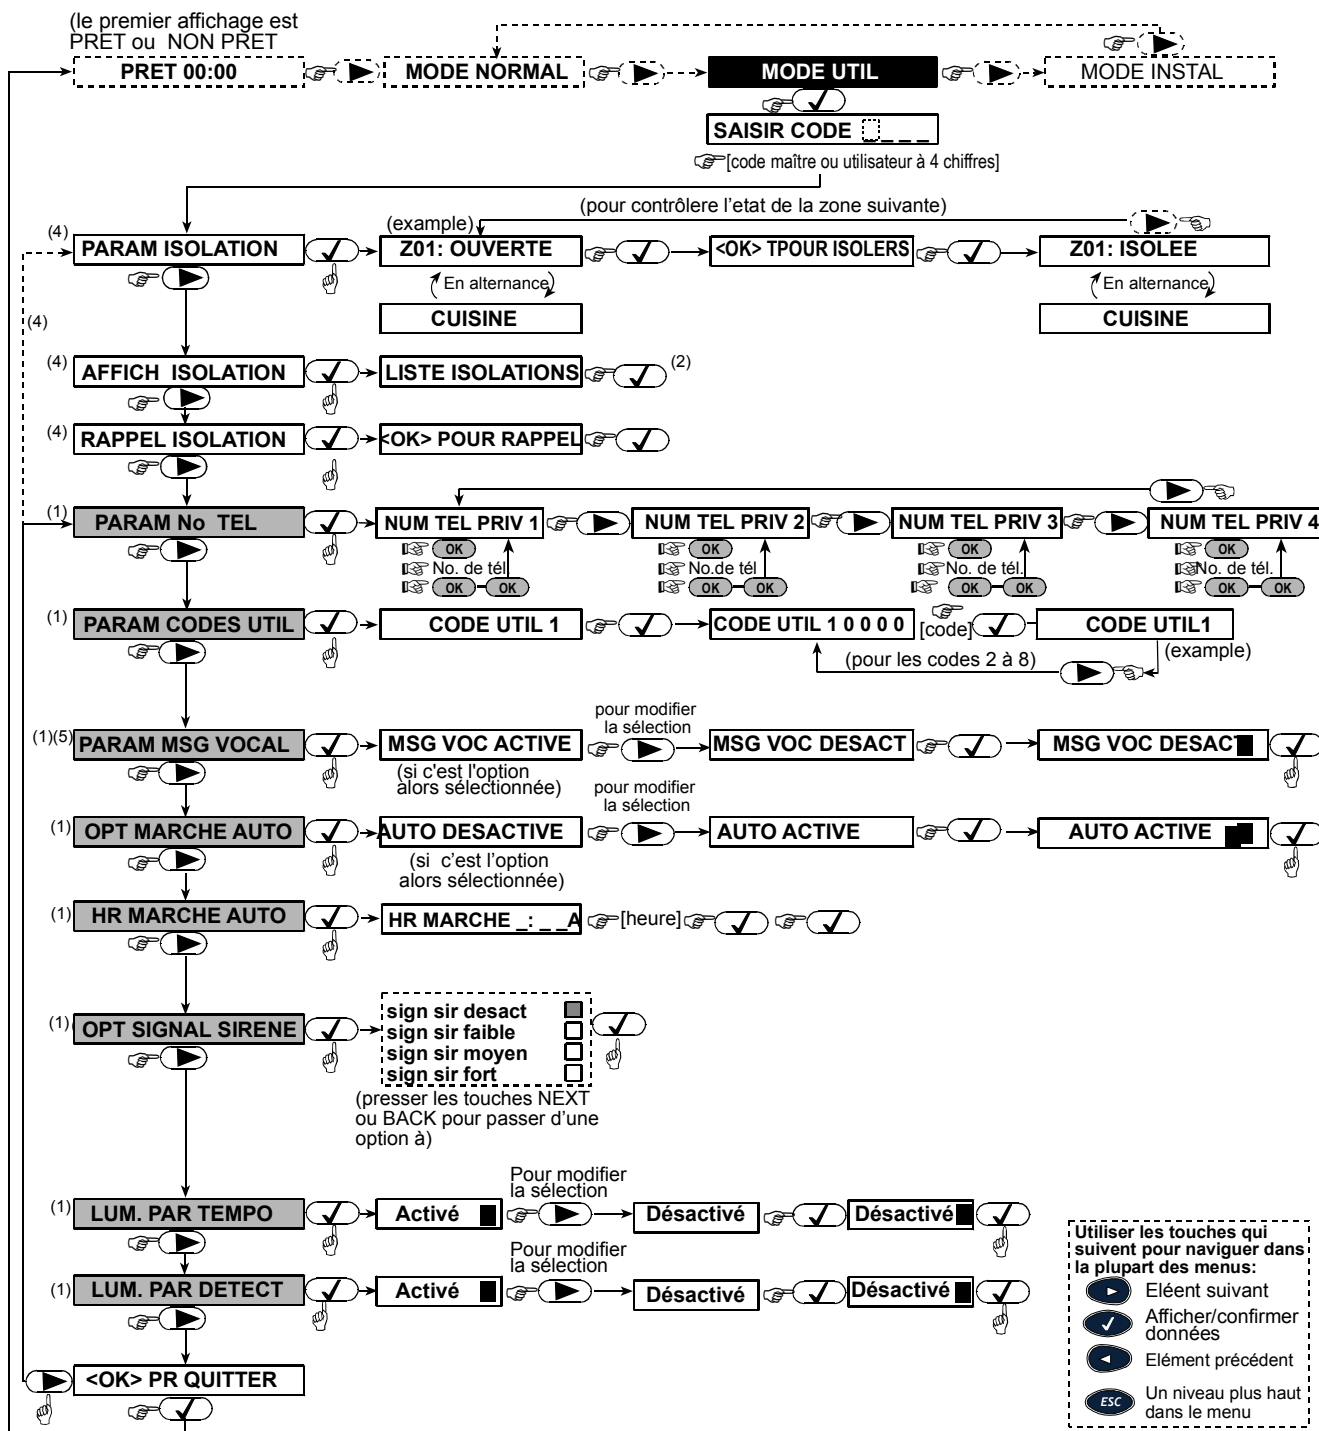 (le premier affichage est
PRET ou NON PRET
PRET 00:00
MODE NORMAL
MODE UTIL
MODE INSTAL
SAISIR CODE _ _ _
[code maître ou utilisateur à 4 chiffres]
(pour contrôlere l'etat de la zone suivante)
(example)
(4)
PARAM ISOLATION
Z01: OUVERTE
<OK> TPOUR ISOLERS
Z01: ISOLEE
En alternance
En alternance
CUISINE
CUISINE
(4)
(4)
AFFICH ISOLATION
LISTE ISOLATIONS
(2)
(4)
RAPPEL ISOLATION
<OK> POUR RAPPEL
(1)
PARAM No TEL
NUM TEL PRIV 1
NUM TEL PRIV 2
NUM TEL PRIV 3
NUM TEL PRIV 4
OK
OK
OK
OK
No. de tél.
No.de tél
No. de tél.
No. de tél.
OK OK
OK OK
OK OK
OK OK
(1)
PARAM CODES UTIL
CODE UTIL 1
CODE UTIL 1 0 0 0 0
[code]
CODE UTIL1
(pour les codes 2 à 8)
(example)
pour modifier
la sélection
(1)(5)
PARAM MSG VOCAL
MSG VOC ACTIVE
MSG VOC DESACT
MSG VOC DESACT
(si c'est l'option
alors sélectionnée)
pour modifier
la sélection
(1)
OPT MARCHE AUTO
AUTO DESACTIVE
AUTO ACTIVE
AUTO ACTIVE
(si c'est l'option
alors sélectionnée)
(1)
HR MARCHE AUTO
HR MARCHE _: _ _A
[heure]
(1)
OPT SIGNAL SIRENE
sign sir desact
sign sir faible
sign sir moyen
sign sir fort
(presser les touches NEXT
ou BACK pour passer d'une
option à)
Pour modifier
la sélection
(1)
LUM. PAR TEMPO
Activé
Désactivé
Désactivé
Pour modifier
la sélection
(1)
LUM. PAR DETECT
Activé
Désactivé
Désactivé
<OK> PR QUITTER
Utiliser les touches qui
suivent pour naviguer dans
la plupart des menus:
Eléent suivant
Afficher/confirmer
données
Elément précédent
ESC
Un niveau plus haut
dans le menu